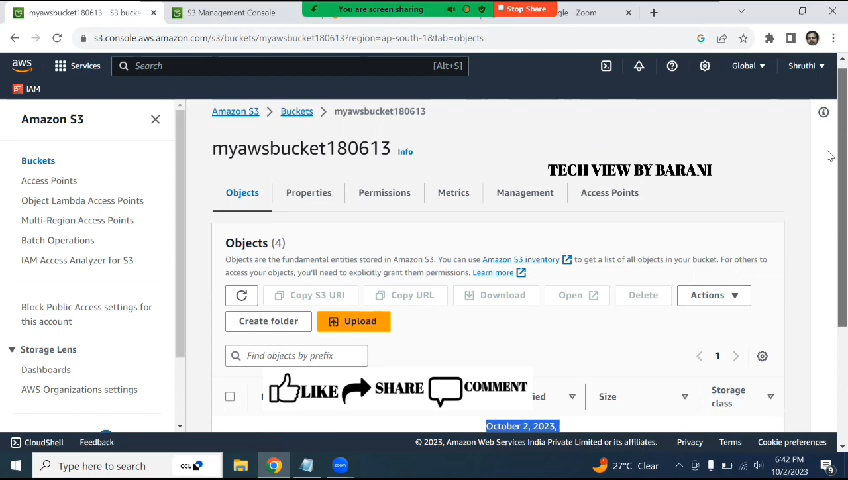 myawsbucket180613 - S3 bucket
S3 Management Console
You are screen sharing
Stop Share
gle Zoom
s3.console.aws.amazon.com/s3/buckets/myawsbucket180613?region=ap-south-1&tab=objects
aws
Services
Search
[Alt+S]
Global
Shruthi
IAM
Amazon S3
Buckets
Access Points
Object Lambda Access Points
Multi-Region Access Points
Batch Operations
IAM Access Analyzer for S3
Block Public Access settings for
this account
Storage Lens
Dashboards
AWS Organizations settings
Amazon S3 > Buckets > myawsbucket180613
myawsbucket180613 Info
TECH VIEW BY BARANI
Objects Properties Permissions Metrics Management Access Points
Objects (4)
Objects are the fundamental entities stored in Amazon S3. You can use Amazon S3 inventory to get a list of all objects in your bucket. For others to
access your objects, you'll need to explicitly grant them permissions. Learn more
Copy S3 URI Copy URL Download Open Delete Actions
Create folder Upload
Find objects by prefix
1
LIKE SHARE COMMENT
Size
Storage
class
October 2, 2023,
CloudShell Feedback © 2023, Amazon Web Services India Private Limited or its affiliates. Privacy Terms Cookie preferences
Type here to search
27°C Clear
6:42 PM
10/2/2023